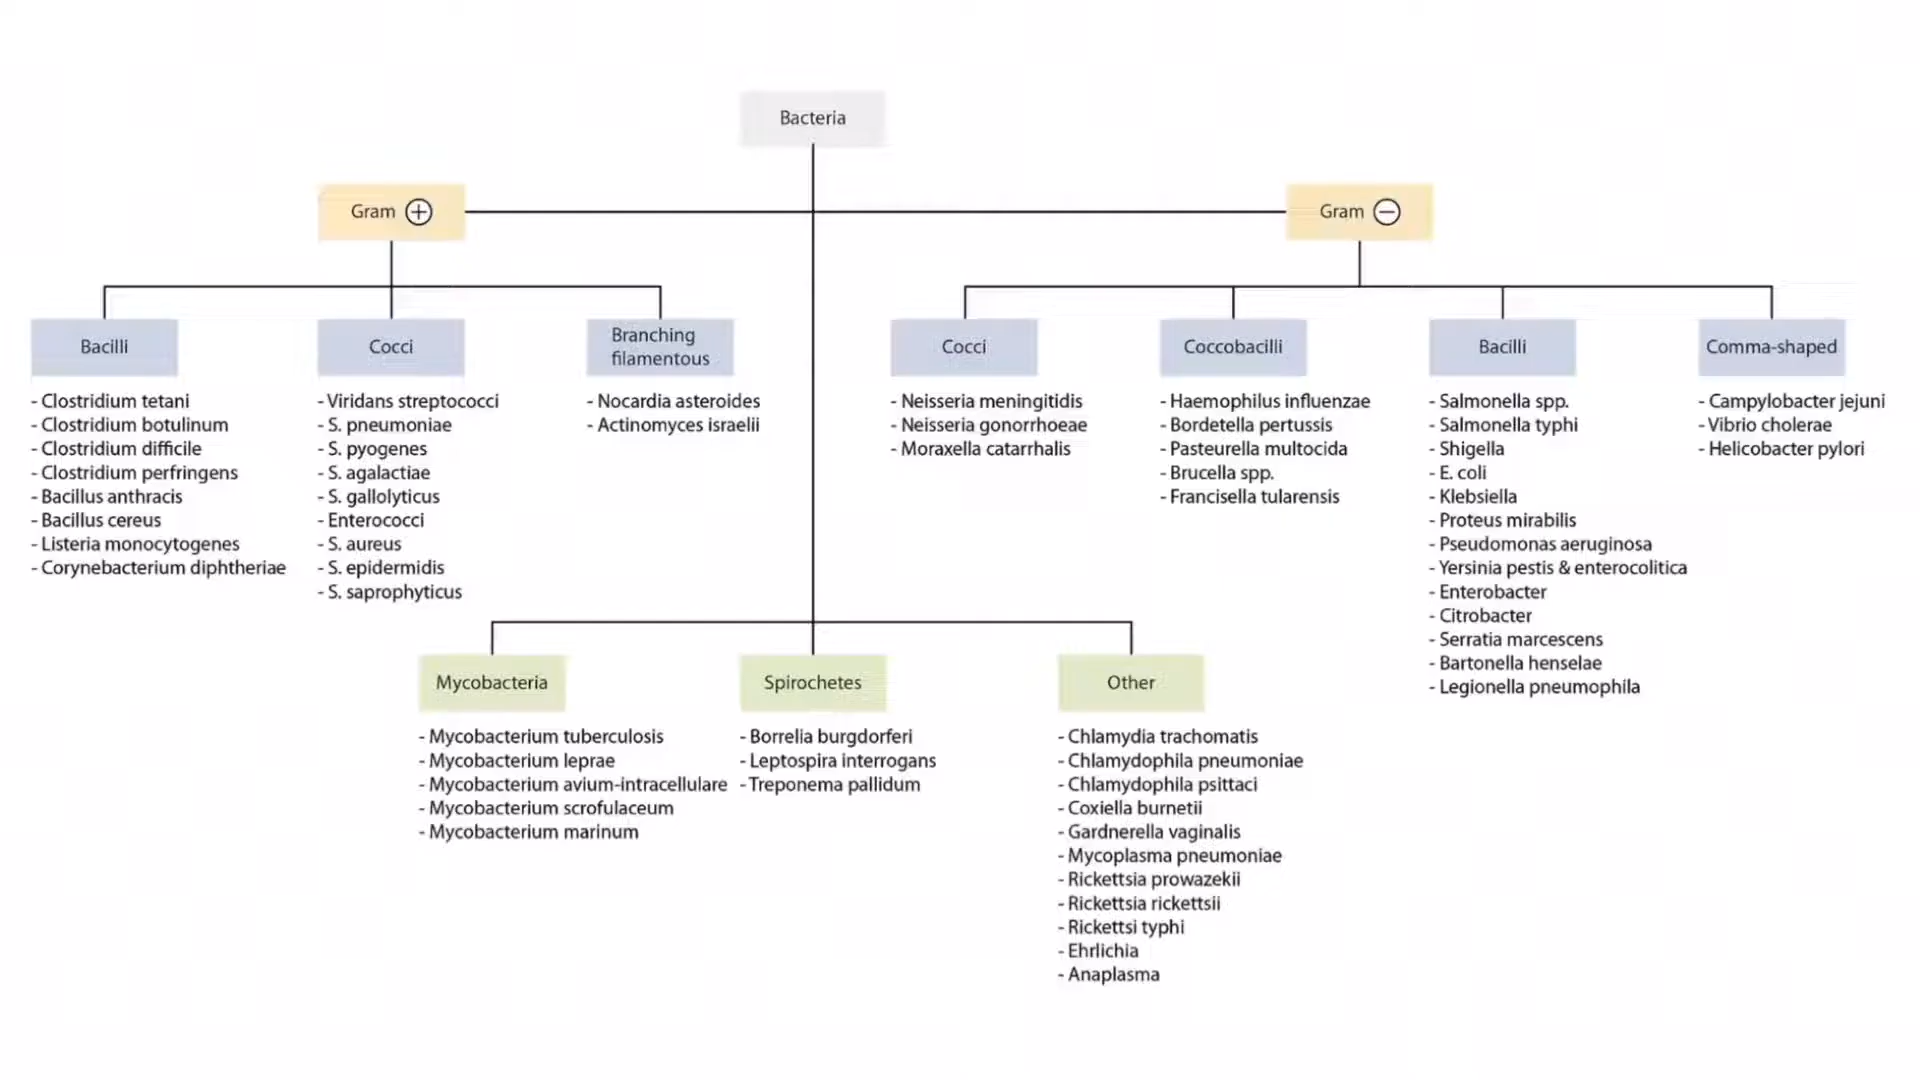 Bacteria
Gram +
Gram −
Bacilli
- Clostridium tetani
- Clostridium botulinum
- Clostridium difficile
- Clostridium perfringens
- Bacillus anthracis
- Bacillus cereus
- Listeria monocytogenes
- Corynebacterium diphtheriae
Cocci
- Viridans streptococci
- S. pneumoniae
- S. pyogenes
- S. agalactiae
- S. gallolyticus
- Enterococci
- S. aureus
- S. epidermidis
- S. saprophyticus
Branching
filamentous
- Nocardia asteroides
- Actinomyces israelii
Cocci
- Neisseria meningitidis
- Neisseria gonorrhoeae
- Moraxella catarrhalis
Coccobacilli
- Haemophilus influenzae
- Bordetella pertussis
- Pasteurella multocida
- Brucella spp.
- Francisella tularensis
Bacilli
- Salmonella spp.
- Salmonella typhi
- Shigella
- E. coli
- Klebsiella
- Proteus mirabilis
- Pseudomonas aeruginosa
- Yersinia pestis & enterocolitica
- Enterobacter
- Citrobacter
- Serratia marcescens
- Bartonella henselae
- Legionella pneumophila
Comma-shaped
- Campylobacter jejuni
- Vibrio cholerae
- Helicobacter pylori
Mycobacteria
- Mycobacterium tuberculosis
- Mycobacterium leprae
- Mycobacterium avium-intracellulare
- Mycobacterium scrofulaceum
- Mycobacterium marinum
Spirochetes
- Borrelia burgdorferi
- Leptospira interrogans
- Treponema pallidum
Other
- Chlamydia trachomatis
- Chlamydophila pneumoniae
- Chlamydophila psittaci
- Coxiella burnetii
- Gardnerella vaginalis
- Mycoplasma pneumoniae
- Rickettsia prowazekii
- Rickettsia rickettsii
- Rickettsi typhi
- Ehrlichia
- Anaplasma